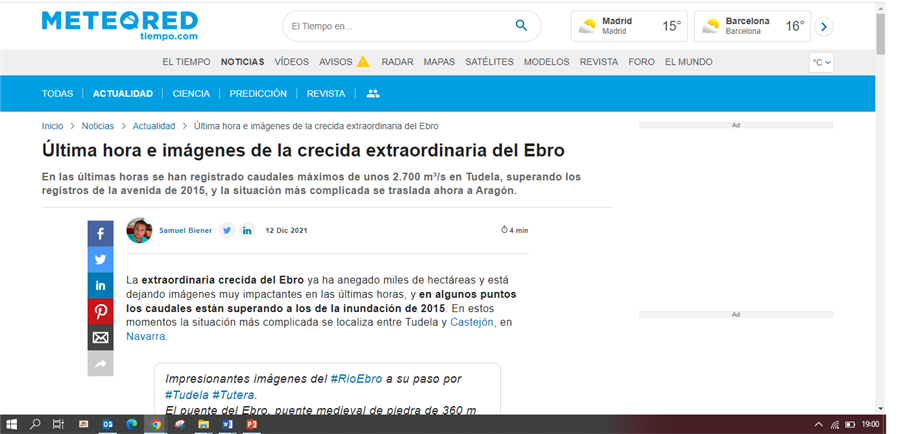 METEORED
tiempo.com
El Tiempo en...
Madrid
Madrid
15°
Barcelona
Barcelona
16°
EL TIEMPO NOTICIAS VÍDEOS AVISOS RADAR MAPAS SATÉLITES MODELOS REVISTA FORO EL MUNDO
°C
TODAS ACTUALIDAD CIENCIA PREDICCIÓN REVISTA
Inicio Noticias Actualidad Última hora e imágenes de la crecida extraordinaria del Ebro
Ad
Última hora e imágenes de la crecida extraordinaria del Ebro
En las últimas horas se han registrado caudales máximos de unos 2.700 m³/s en Tudela, superando los
registros de la avenida de 2015, y la situación más complicada se traslada ahora a Aragón.
Samuel Biener 12 Dic 2021 4 min
La extraordinaria crecida del Ebro ya ha anegado miles de hectáreas y está
dejando imágenes muy impactantes en las últimas horas, y en algunos puntos
los caudales están superando a los de la inundación de 2015. En estos
momentos la situación más complicada se localiza entre Tudela y Castejón, en
Navarra.
Ad
Impresionantes imágenes del #RioEbro a su paso por
#Tudela #Tutera.
El puente del Ebro, puente medieval de piedra de 360 m
19:00